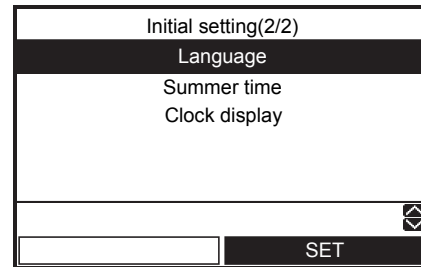 Initial setting(2/2)
Language
Summer time
Clock display
SET